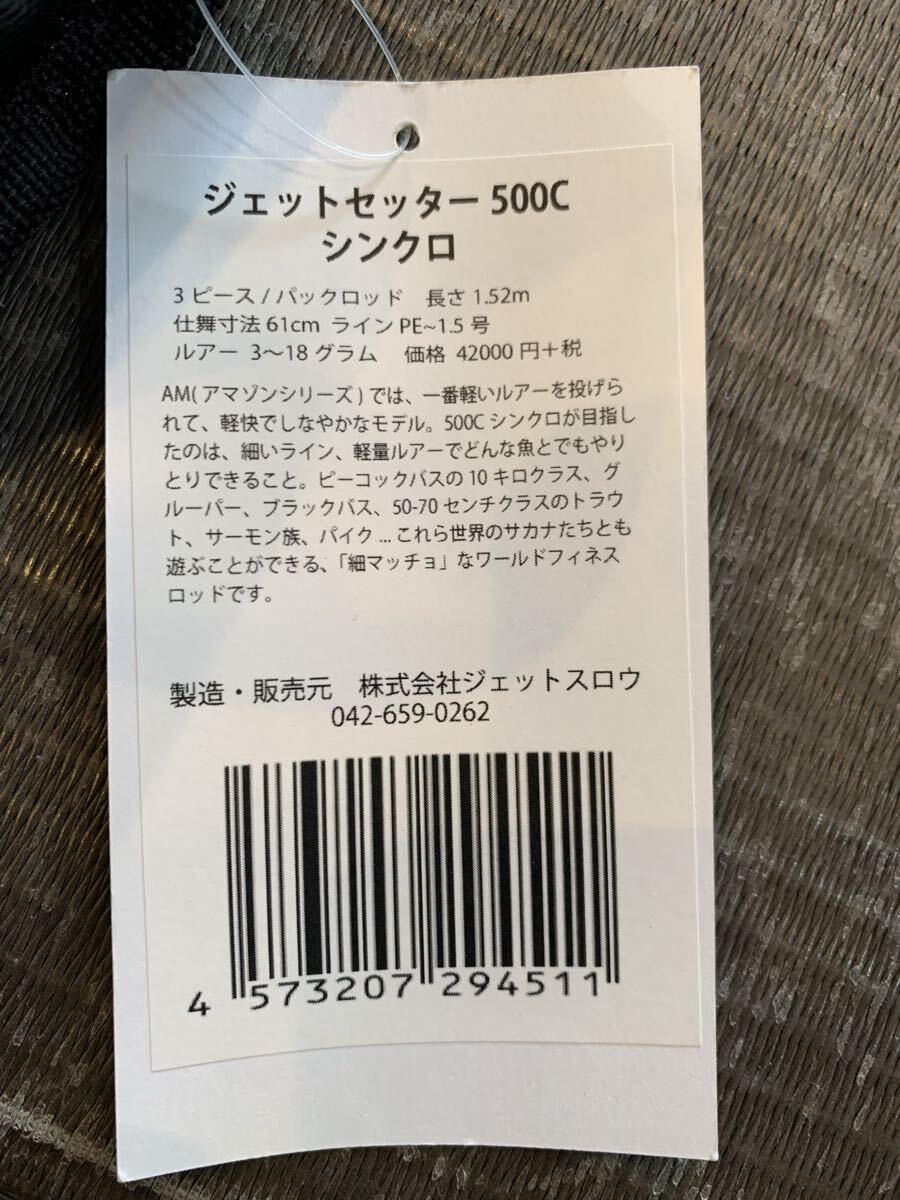 ジェットセッター 500C
シンクロ
3 ピース / パックロッド　長さ 1.52m
仕舞寸法 61cm ライン PE~1.5 号
ルアー 3〜18 グラム　価格 42000 円＋税
AM( アマゾンシリーズ ) では、一番軽いルアーを投げら
れて、軽快でしなやかなモデル。500C シンクロが目指し
たのは、細いライン、軽量ルアーでどんな魚とでもやり
とりできること。ピーコックバスの 10 キロクラス、グ
ルーパー、ブラックバス、50-70 センチクラスのトラウ
ト、サーモン族、パイク ... これら世界のサカナたちとも
遊ぶことができる、「細マッチョ」なワールドフィネス
ロッドです。
製造・販売元　株式会社ジェットスロウ
042-659-0262
4 573207 294511